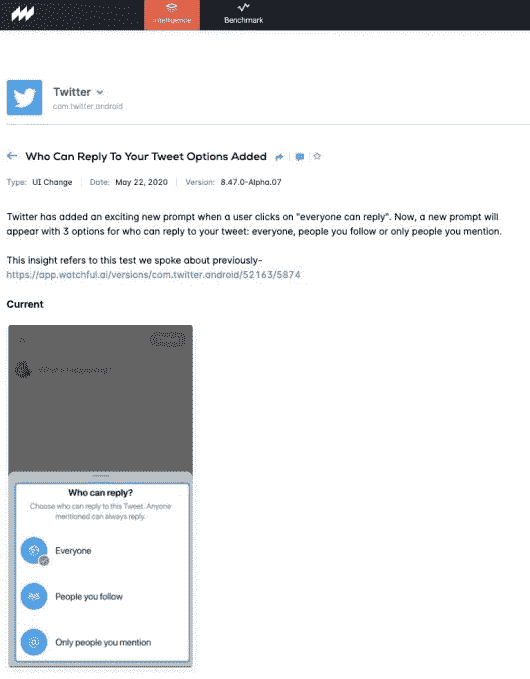 Intelligence
Benchmark
Twitter
com.twitter.android
Who Can Reply To Your Tweet Options Added
Type: UI Change Date: May 22, 2020 Version: 8.47.0-Alpha.07
Twitter has added an exciting new prompt when a user clicks on "everyone can reply". Now, a new prompt will
appear with 3 options for who can reply to your tweet: everyone, people you follow or only people you mention.
This insight refers to this test we spoke about previously-
https://app.watchful.ai/versions/com.twitter.android/52163/5874
Current
Who can reply?
Choose who can reply to this Tweet. Anyone
mentioned can always reply.
Everyone
People you follow
Only people you mention